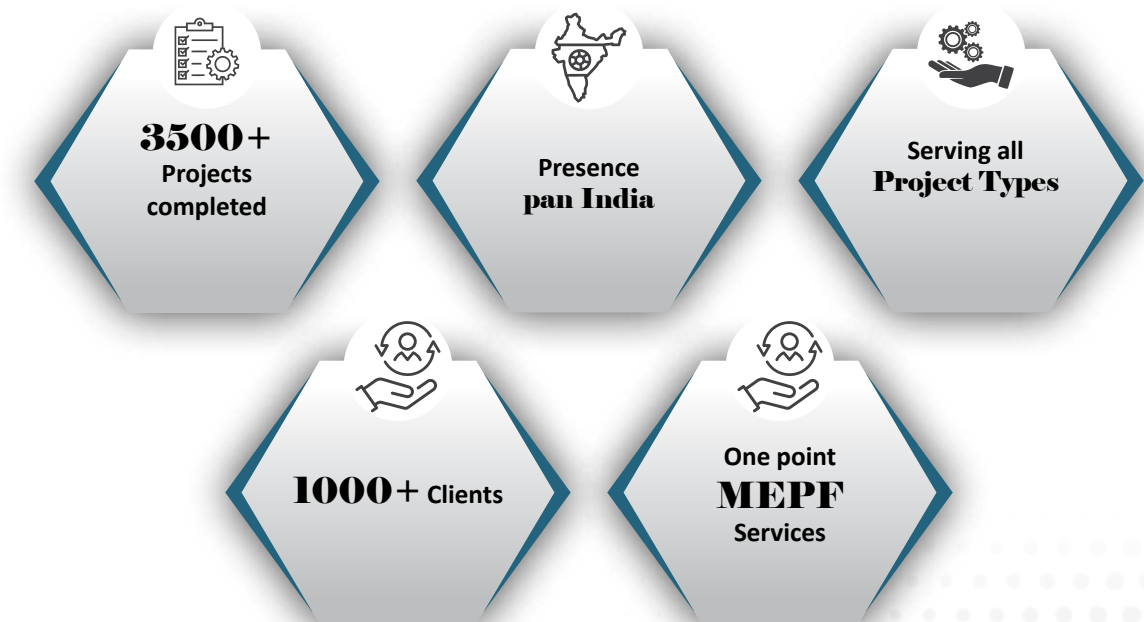 3500+
Projects
completed
Presence
pan India
Serving all
Project Types
1000+ Clients
One point
MEPF
Services